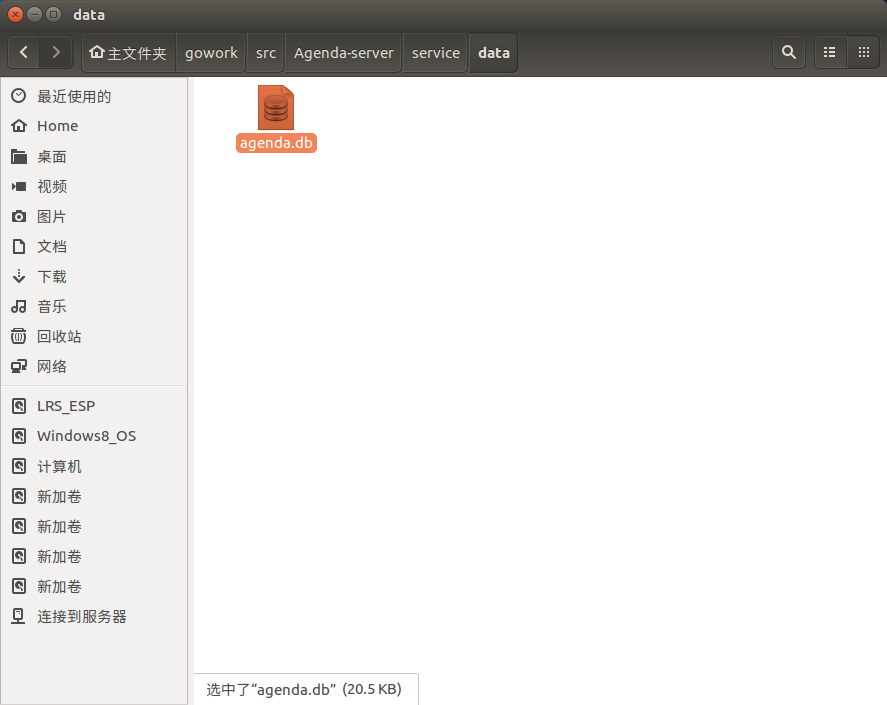 data
主文件夹 gowork src Agenda-server service data
最近使用的
Home
桌面
视频
图片
文档
下载
音乐
回收站
网络
LRS_ESP
Windows8_OS
计算机
新加卷
新加卷
新加卷
新加卷
连接到服务器
agenda.db
选中了“agenda.db” (20.5 KB)